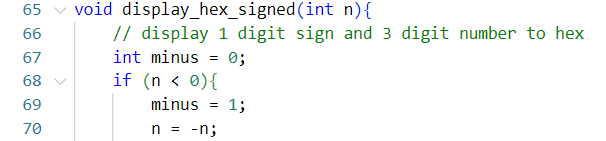 65 void display_hex_signed(int n){
66 // display 1 digit sign and 3 digit number to hex
67 int minus = 0;
68 if (n < 0){
69 minus = 1;
70 n = -n;